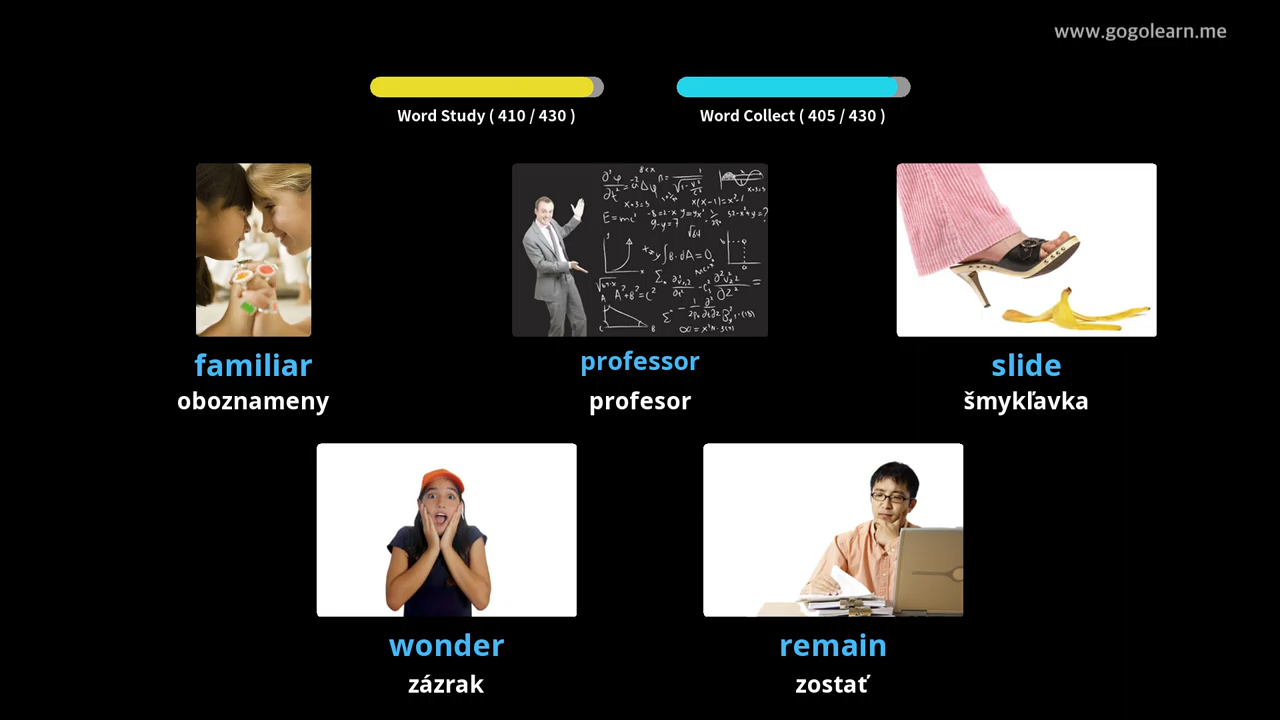 www.gogolearn.me
Word Study ( 410 / 430 )
Word Collect ( 405 / 430 )
familiar
professor
slide
oboznameny
profesor
šmykľavka
wonder
remain
zázrak
zostať